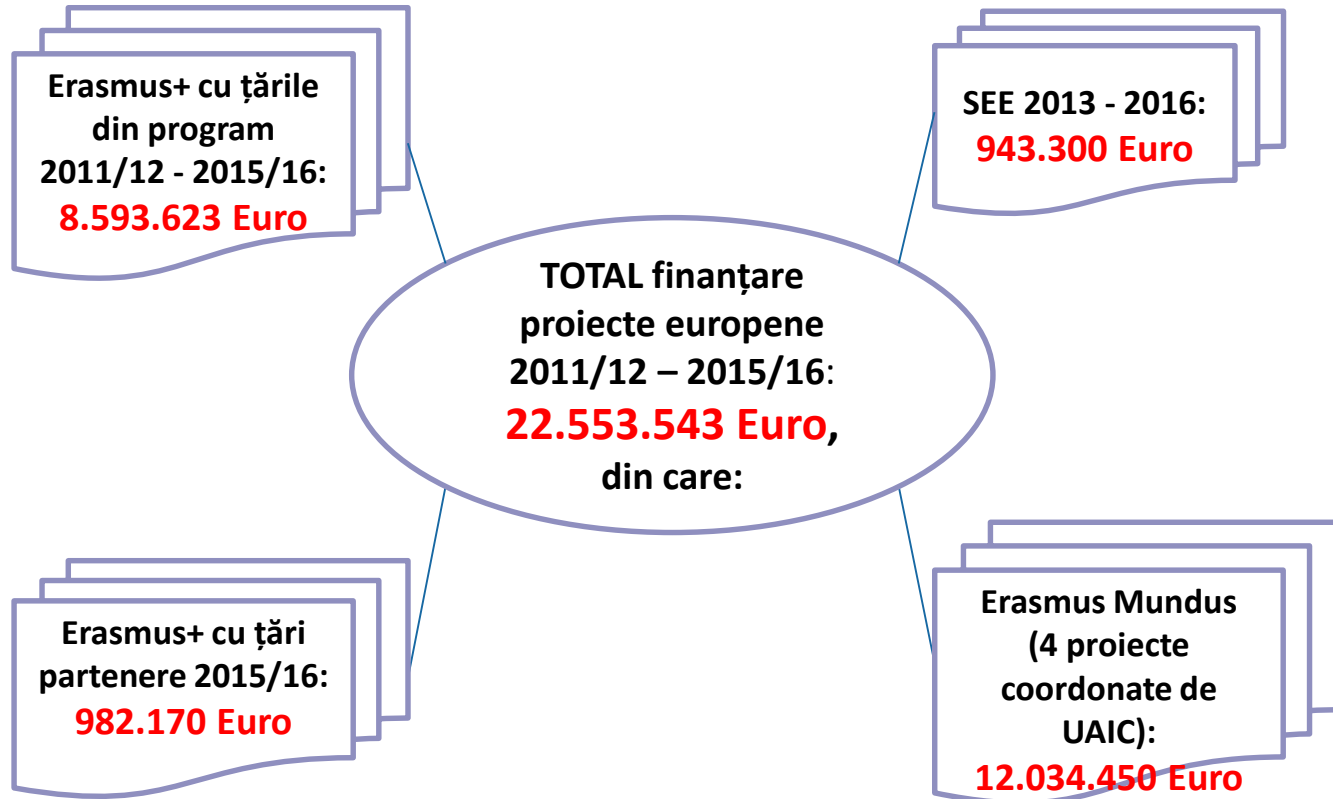 Erasmus+ cu țările
din program
2011/12 - 2015/16:
8.593.623 Euro
SEE 2013 - 2016:
943.300 Euro
TOTAL finanțare
proiecte europene
2011/12 – 2015/16:
22.553.543 Euro,
din care:
Erasmus+ cu țări
partenere 2015/16:
982.170 Euro
Erasmus Mundus
(4 proiecte
coordonate de
UAIC):
12.034.450 Euro